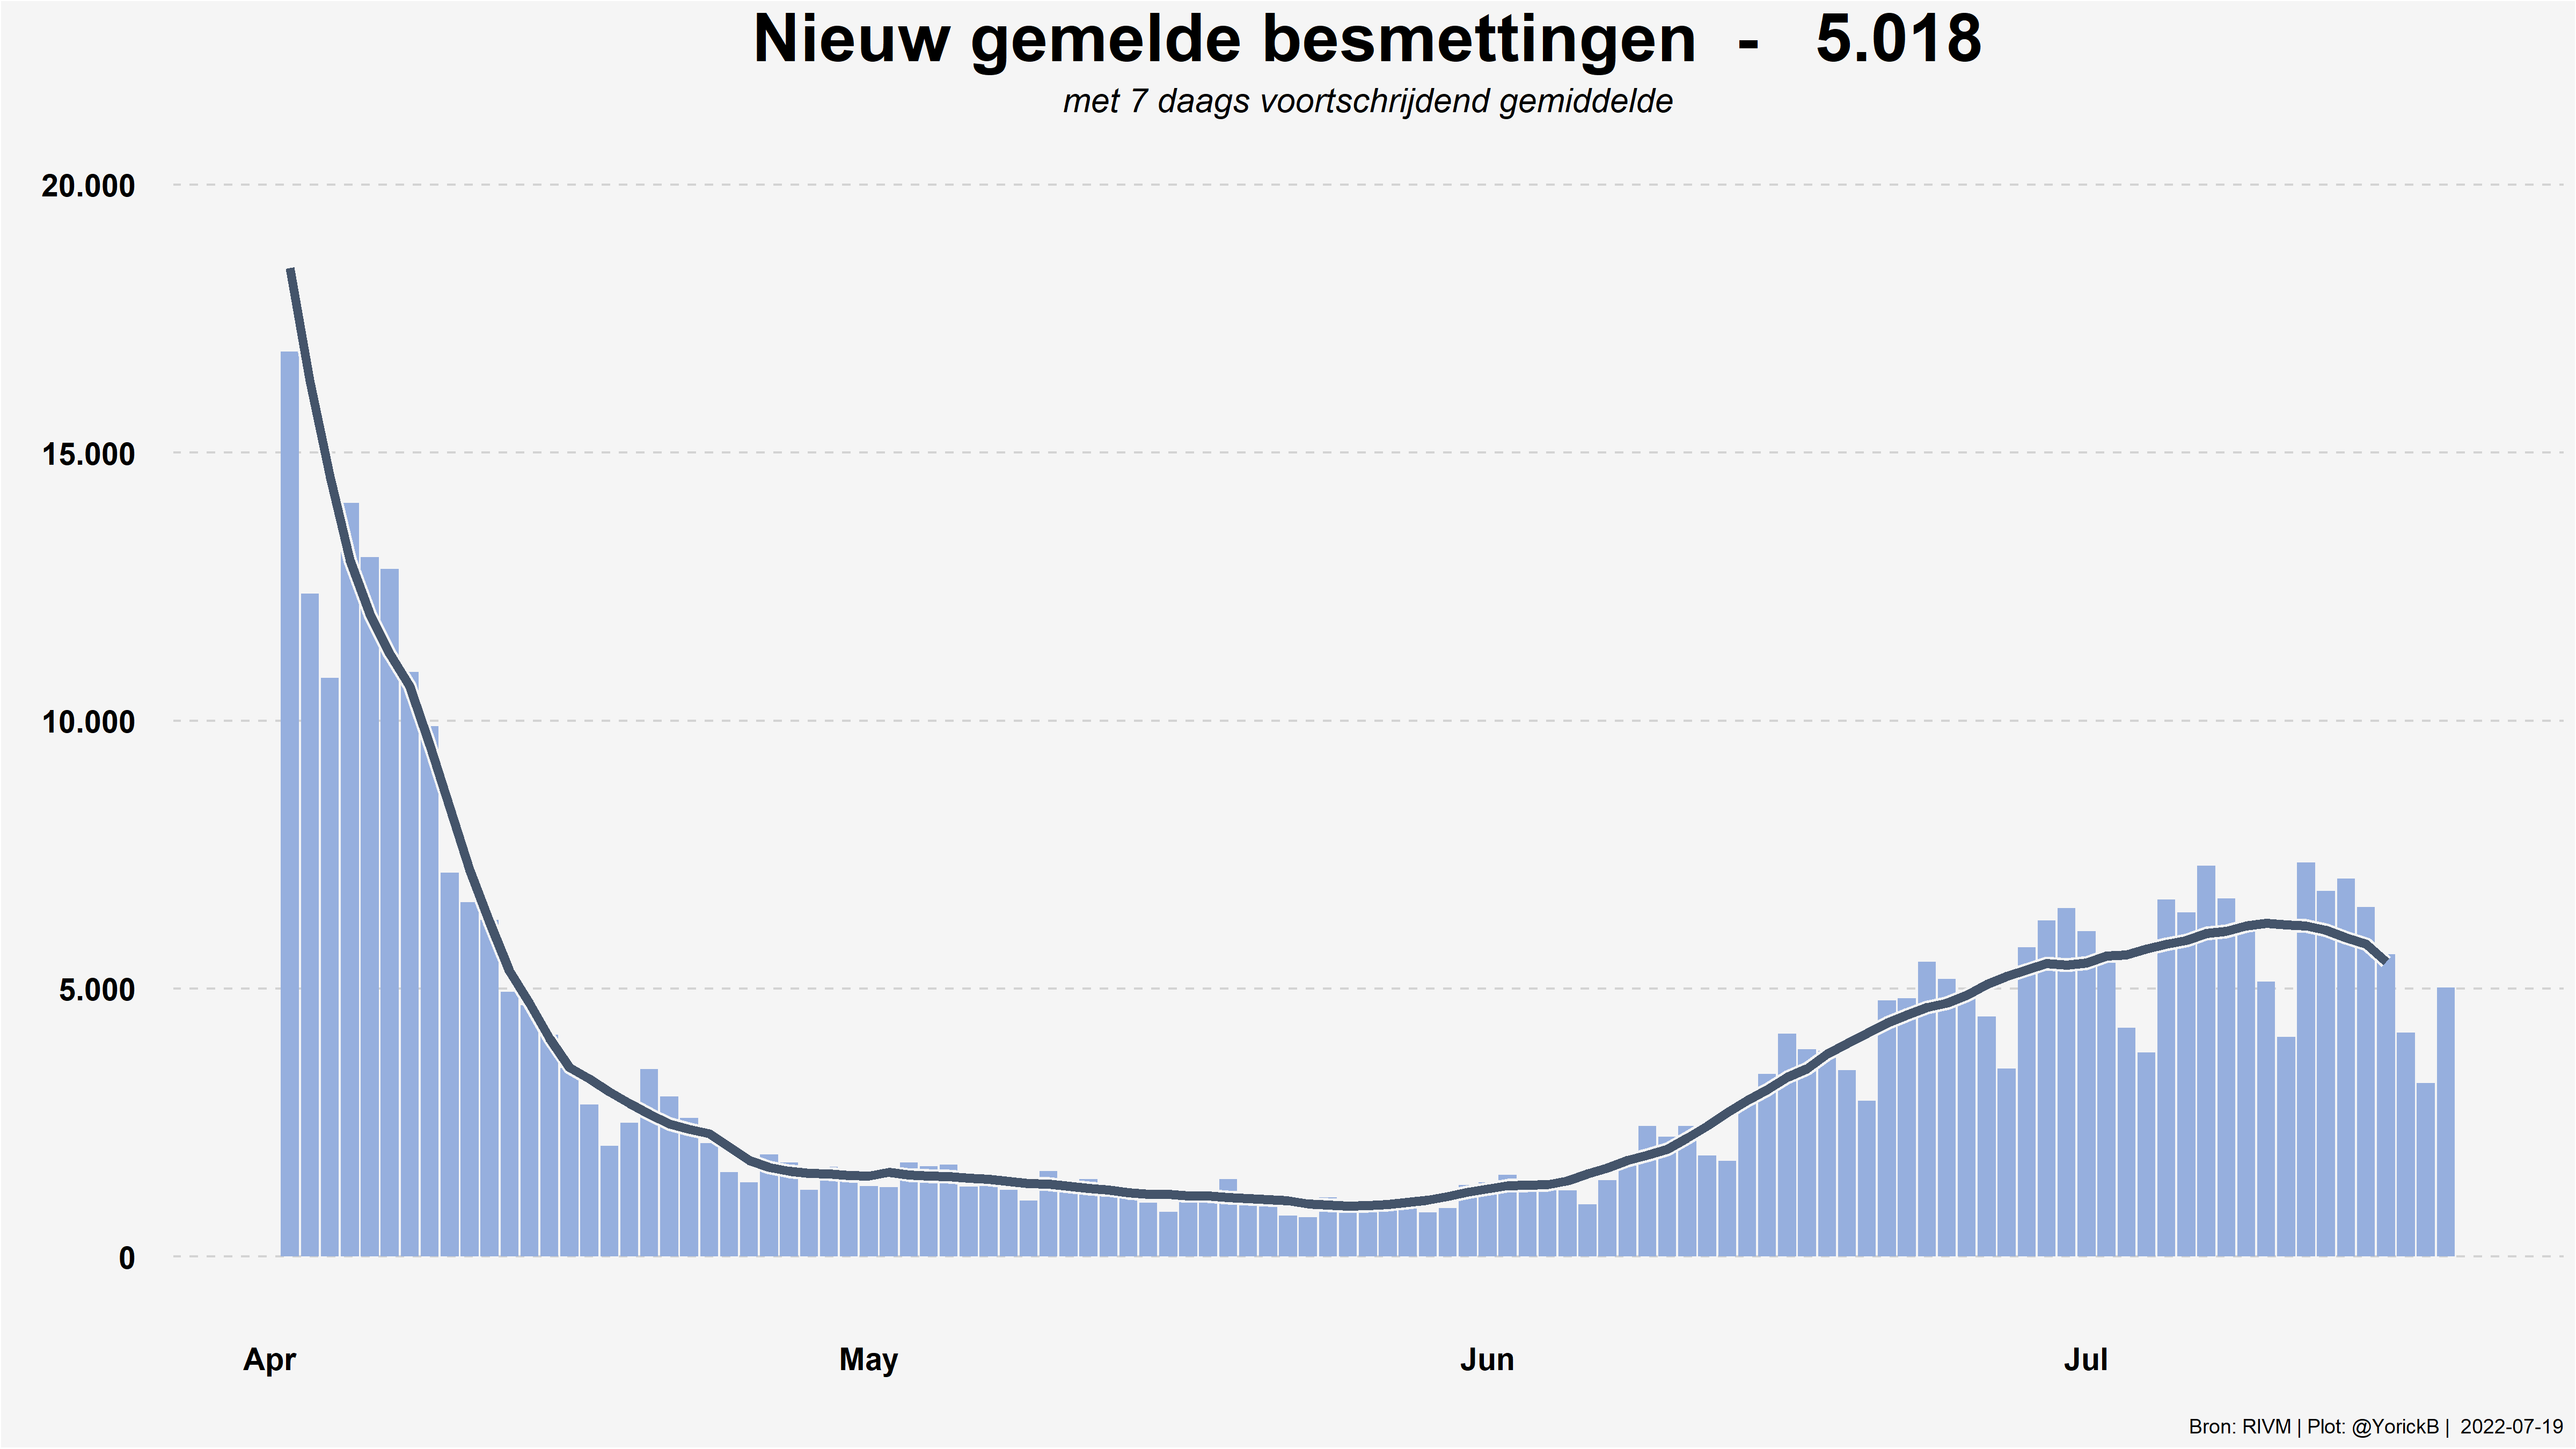 Nieuw gemelde besmettingen - 5.018
met 7 daags voortschrijdend gemiddelde
20.000
15.000
10.000
5.000
0
Apr May Jun Jul
Bron: RIVM | Plot: @YorickB | 2022-07-19